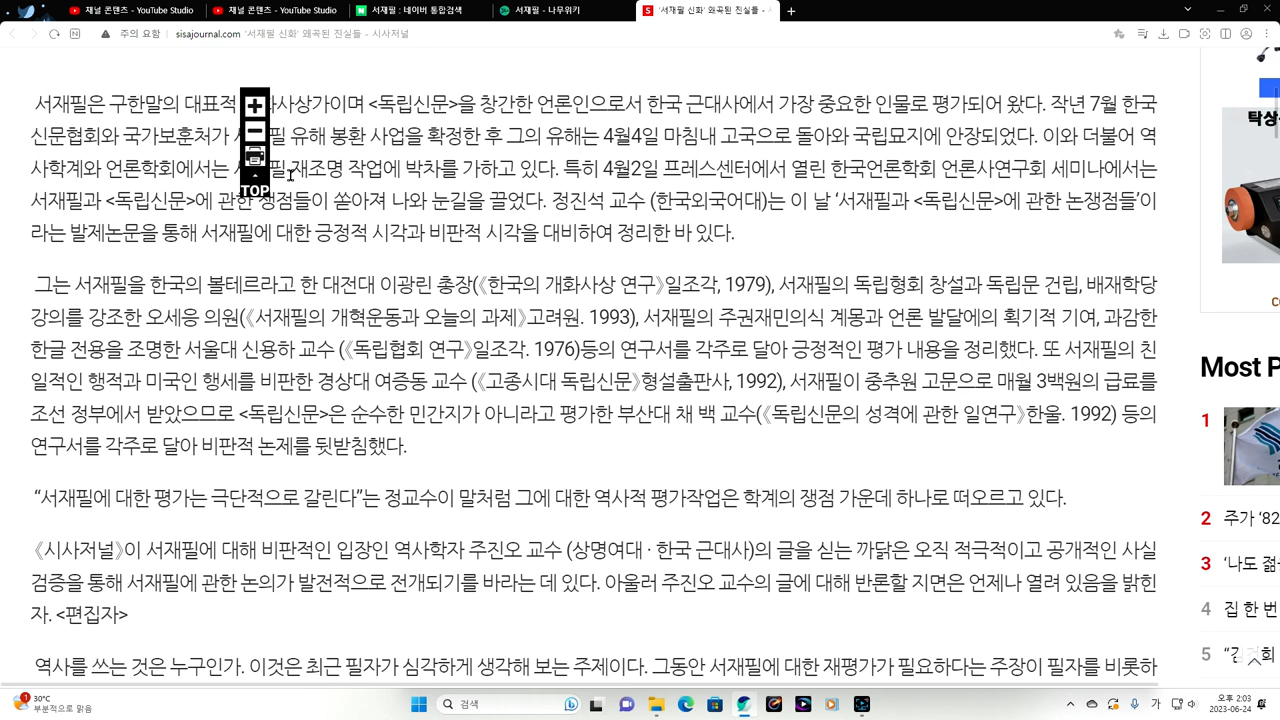 재널 콘텐츠 - YouTube Studio
재널 콘텐츠 - YouTube Studio
서재필 : 네이버 통합검색
서재필 - 나무위키
'서재필 신화' 왜곡된 진실들 -
주의 요함
sisajournal.com '서재필 신화' 왜곡된 진실들 - 시사저널
서재필은 구한말의 대표적 사상가이며 <독립신문>을 창간한 언론인으로서 한국 근대사에서 가장 중요한 인물로 평가되어 왔다. 작년 7월 한국
신문협회와 국가보훈처가 유해 봉환 사업을 확정한 후 그의 유해는 4월4일 마침내 고국으로 돌아와 국립묘지에 안장되었다. 이와 더불어 역
사학계와 언론학회에서는 필 재조명 작업에 박차를 가하고 있다. 특히 4월2일 프레스센터에서 열린 한국언론학회 언론사연구회 세미나에서는
TOP
서재필과 <독립신문>에 관한 쟁점들이 쏟아져 나와 눈길을 끌었다. 정진석 교수 (한국외국어대)는 이 날 '서재필과 <독립신문>에 관한 논쟁점들'이
라는 발제논문을 통해 서재필에 대한 긍정적 시각과 비판적 시각을 대비하여 정리한 바 있다.
그는 서재필을 한국의 볼테르라고 한 대전대 이광린 총장(《한국의 개화사상 연구》일조각, 1979), 서재필의 독립형회 창설과 독립문 건립, 배재학당
강의를 강조한 오세응 의원(《서재필의 개혁운동과 오늘의 과제》고려원. 1993), 서재필의 주권재민의식 계몽과 언론 발달에의 획기적 기여, 과감한
한글 전용을 조명한 서울대 신용하 교수 (《독립협회 연구》일조각. 1976)등의 연구서를 각주로 달아 긍정적인 평가 내용을 정리했다. 또 서재필의 친
일적인 행적과 미국인 행세를 비판한 경상대 여증동 교수 (《고종시대 독립신문》형설출판사, 1992), 서재필이 중추원 고문으로 매월 3백원의 급료를
조선 정부에서 받았으므로 <독립신문>은 순수한 민간지가 아니라고 평가한 부산대 채 백 교수(《독립신문의 성격에 관한 일연구》한울. 1992) 등의
연구서를 각주로 달아 비판적 논제를 뒷받침했다.
"서재필에 대한 평가는 극단적으로 갈린다"는 정교수이 말처럼 그에 대한 역사적 평가작업은 학계의 쟁점 가운데 하나로 떠오르고 있다.
《시사저널》이 서재필에 대해 비판적인 입장인 역사학자 주진오 교수 (상명여대 · 한국 근대사)의 글을 싣는 까닭은 오직 적극적이고 공개적인 사실
검증을 통해 서재필에 관한 논의가 발전적으로 전개되기를 바라는 데 있다. 아울러 주진오 교수의 글에 대해 반론할 지면은 언제나 열려 있음을 밝힌
자. <편집자>
역사를 쓰는 것은 누구인가. 이것은 최근 필자가 심각하게 생각해 보는 주제이다. 그동안 서재필에 대한 재평가가 필요하다는 주장이 필자를 비롯하
탁상
Most P
1
2 주가 '82
3 '나도 젊
4 집 한 번
5
30°C
부분적으로 맑음
검색
가
오후 2:03
2023-06-24